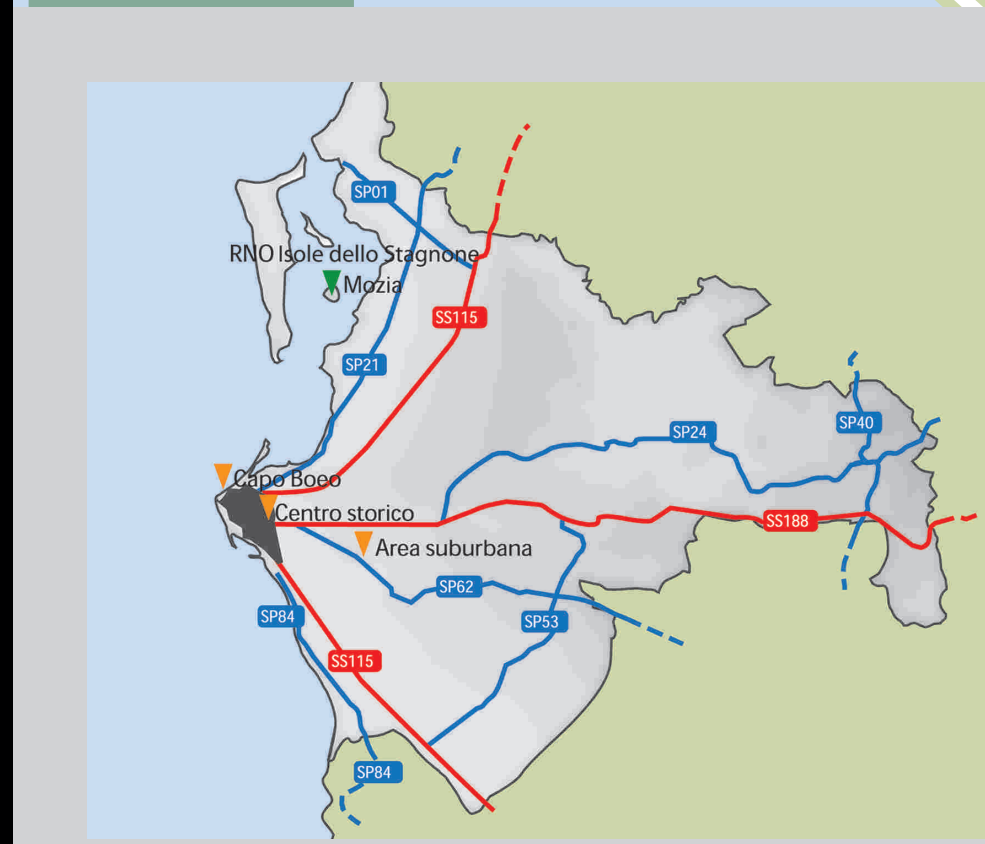 SP01
RNO Isole dello Stagnone
Mozia
SS115
SP21
SP40
SP24
Capo Boeo
Centro storico
SS188
Area suburbana
SP62
SP84
SP53
SS115
SP84